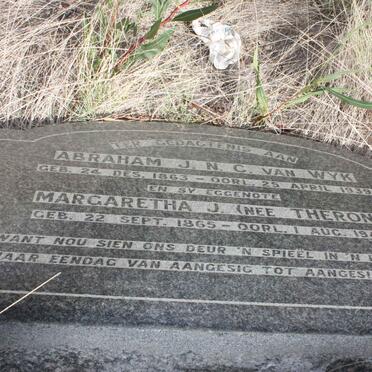 TER GEDAGTENIS AAN
ABRAHAM J.N.C. VAN WYK
GEB. 24 DES. 1863 - OORL. 25 APRIL
EN SY EGGENOTE
MARGARETHA J. (NEE THERON
GEB. 22 SEPT. 1865 - OORL. 1 AUG.
WANT NOU SIEN ONS DEUR 'N SPIEËL IN 'N
MAAR EENDAG VAN AANGESIG TOT AANGESI